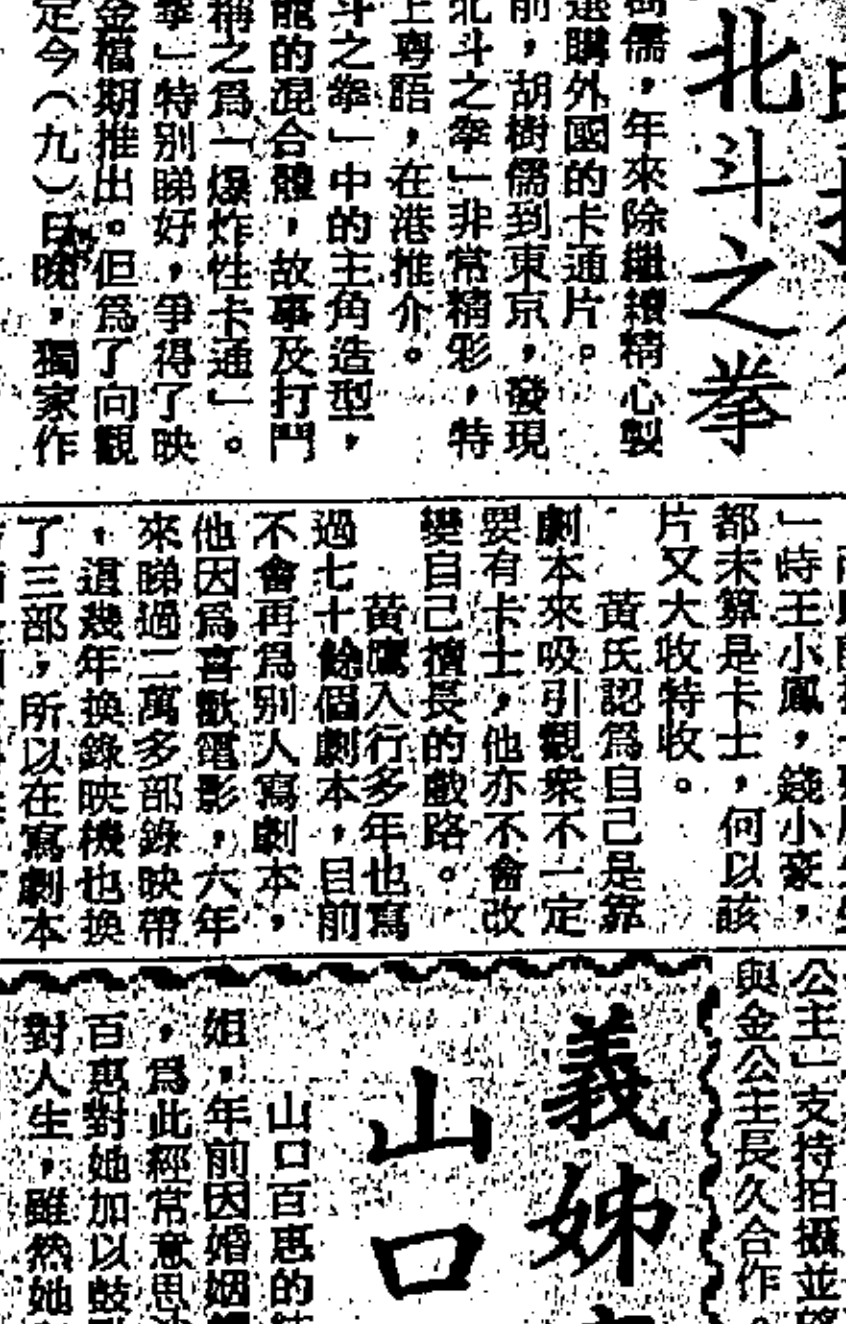 北斗之拳
樹儒，年來除繼續精心製
選購外國的卡通片。
前，胡樹儒到東京，發現
北斗之拳」非常精彩，特
上粵語，在港推介。
斗之拳」中的主角造型，
龍的混合體，故事及打鬥
稱之爲「爆炸性卡通」。
拳」特別睇好，爭得了映
金檔期推出。但爲了向觀
定今（九）日晚，獨家作
一時王小鳳，錢小豪，
都未算是卡士，何以該
片又大收特收。
黃氏認爲自己是靠
劇本來吸引觀衆不一定
要有卡士，他亦不會改
變自己擅長的戲路。
黃鷹入行多年也寫
過七十餘個劇本，目前
不會再爲別人寫劇本，
他因爲喜歡電影，六年
來睇過二萬多部錄映帶
，這幾年換錄映機也換
了三部，所以在寫劇本
公主」支持拍攝並
與金公主長久合作。
義姊
山口
山口百惠的
姐，年前因婚姻
，爲此經常意思
百惠對她加以鼓
對人生，雖然她